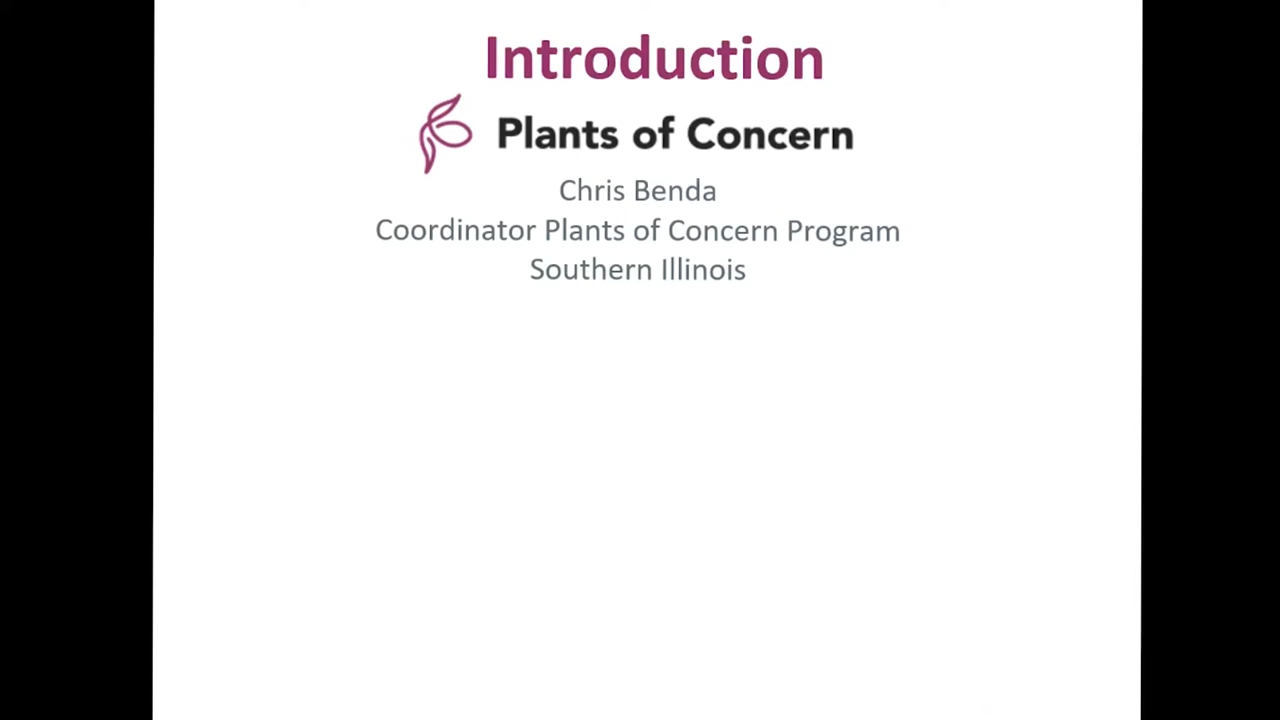 Introduction
Plants of Concern
Chris Benda
Coordinator Plants of Concern Program
Southern Illinois